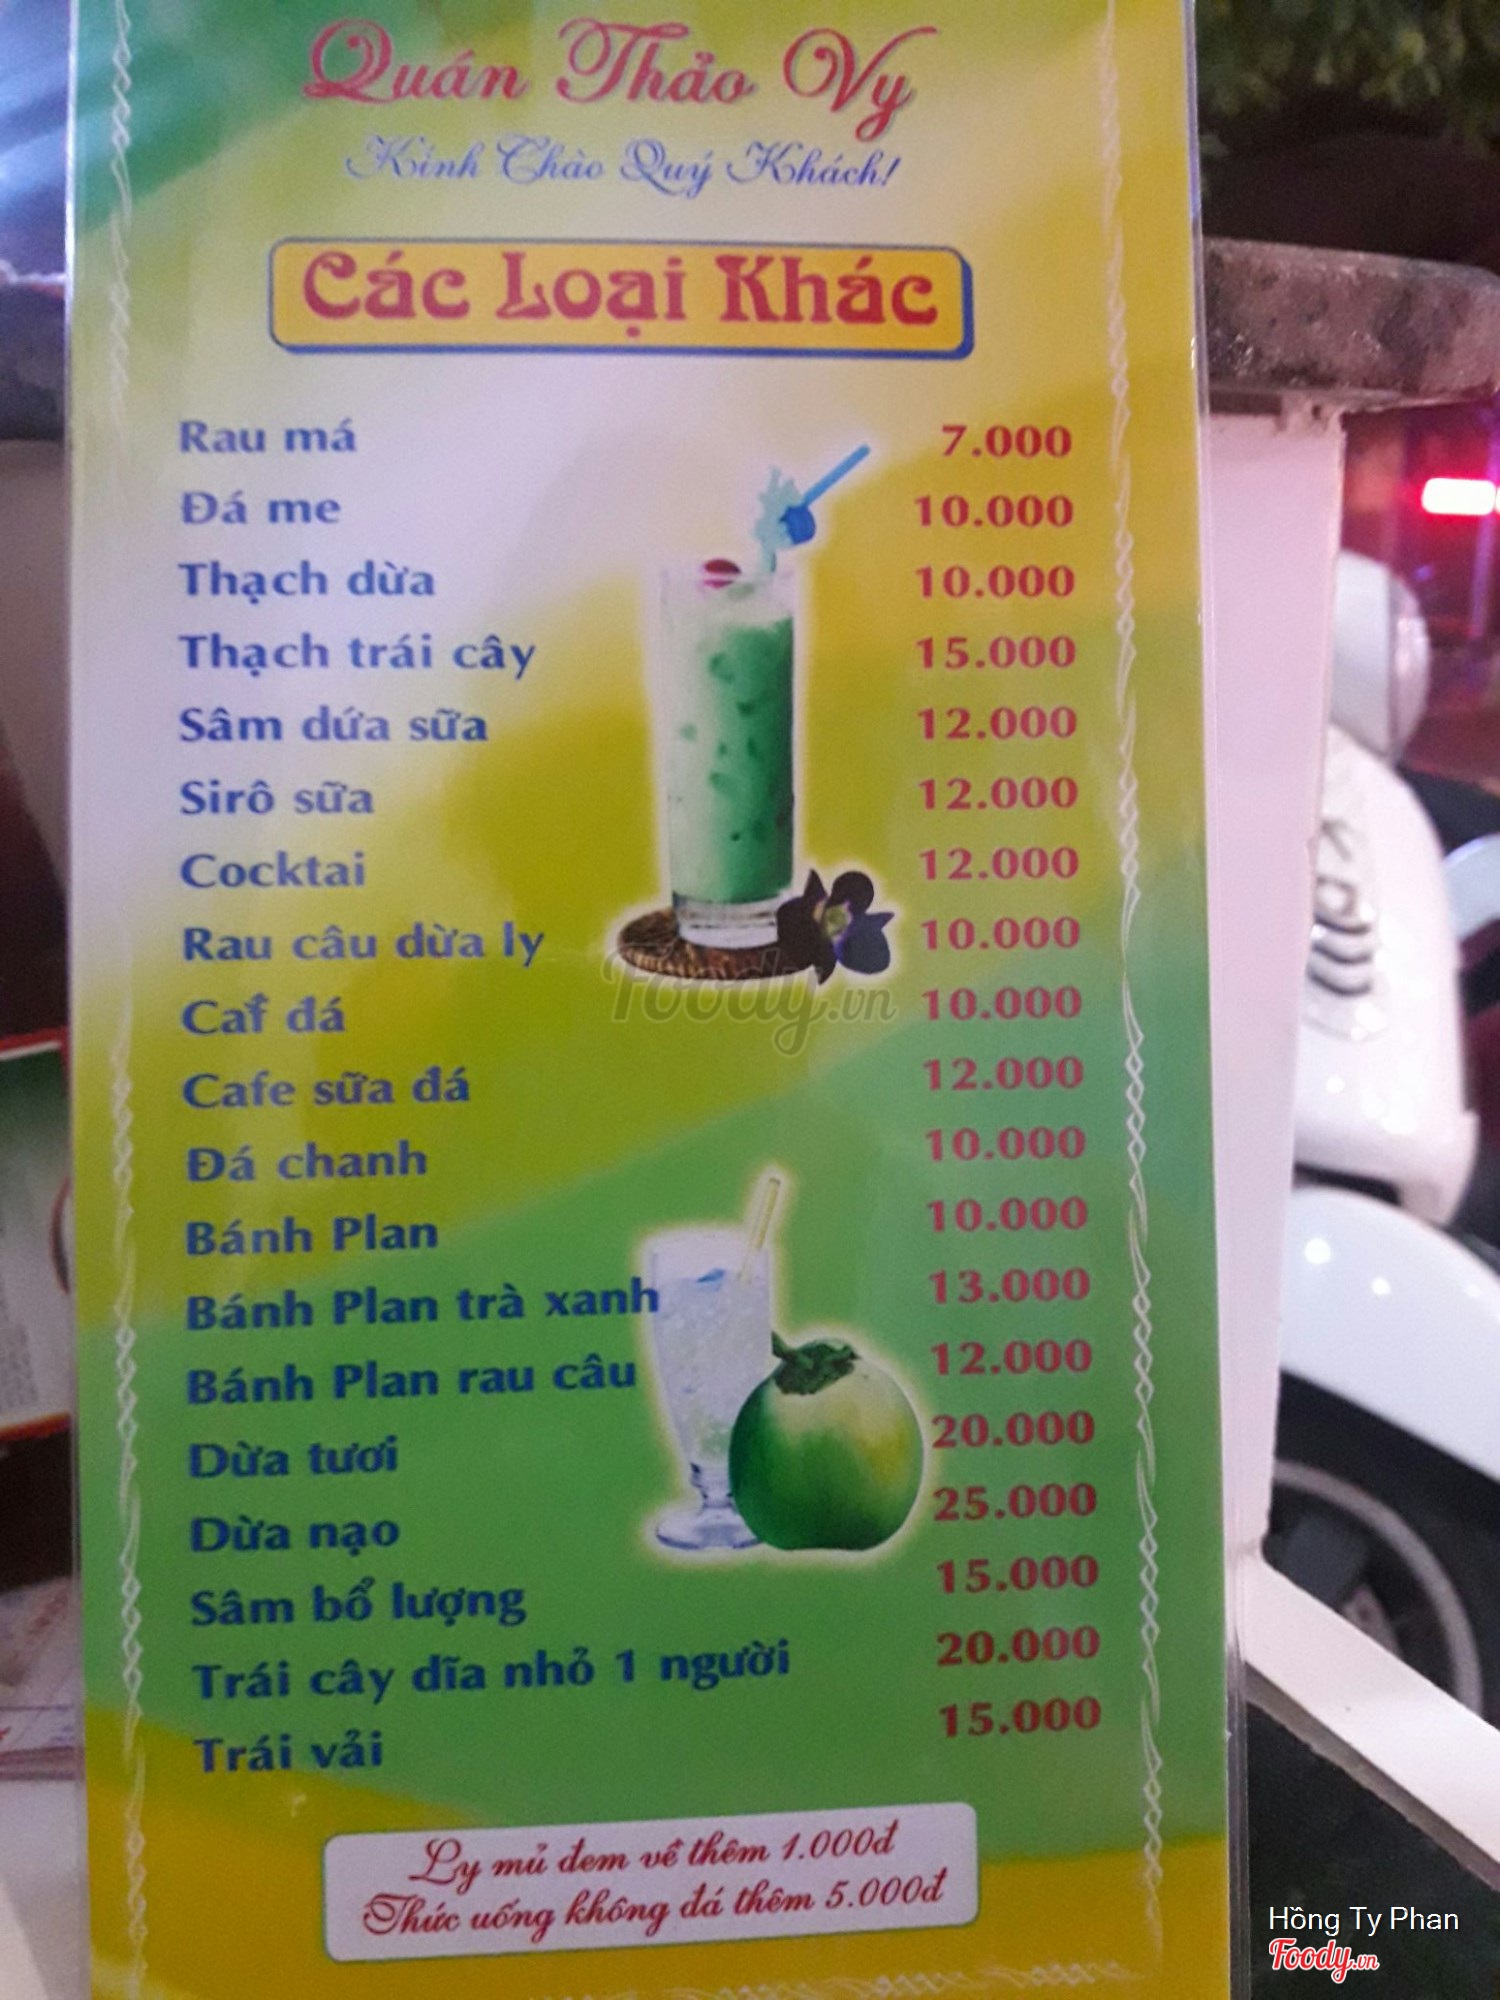 Quán Thảo Vy
Kính Chào Quý Khách!
Các Loại Khác
Rau má 7.000
Đá me 10.000
Thạch dừa 10.000
Thạch trái cây 15.000
Sâm dứa sữa 12.000
Sirô sữa 12.000
Cocktai 12.000
Rau câu dừa ly 10.000
Caf đá 10.000
Cafe sữa đá 12.000
Đá chanh 10.000
Bánh Plan 10.000
Bánh Plan trà xanh 13.000
Bánh Plan rau câu 12.000
Dừa tươi 20.000
Dừa nạo 25.000
Sâm bổ lượng 15.000
Trái cây dĩa nhỏ 1 người 20.000
Trái vải 15.000
Ly mủ đem về thêm 1.000đ
Thức uống không đá thêm 5.000đ
Foody.vn
Hồng Ty Phan
Foody.vn